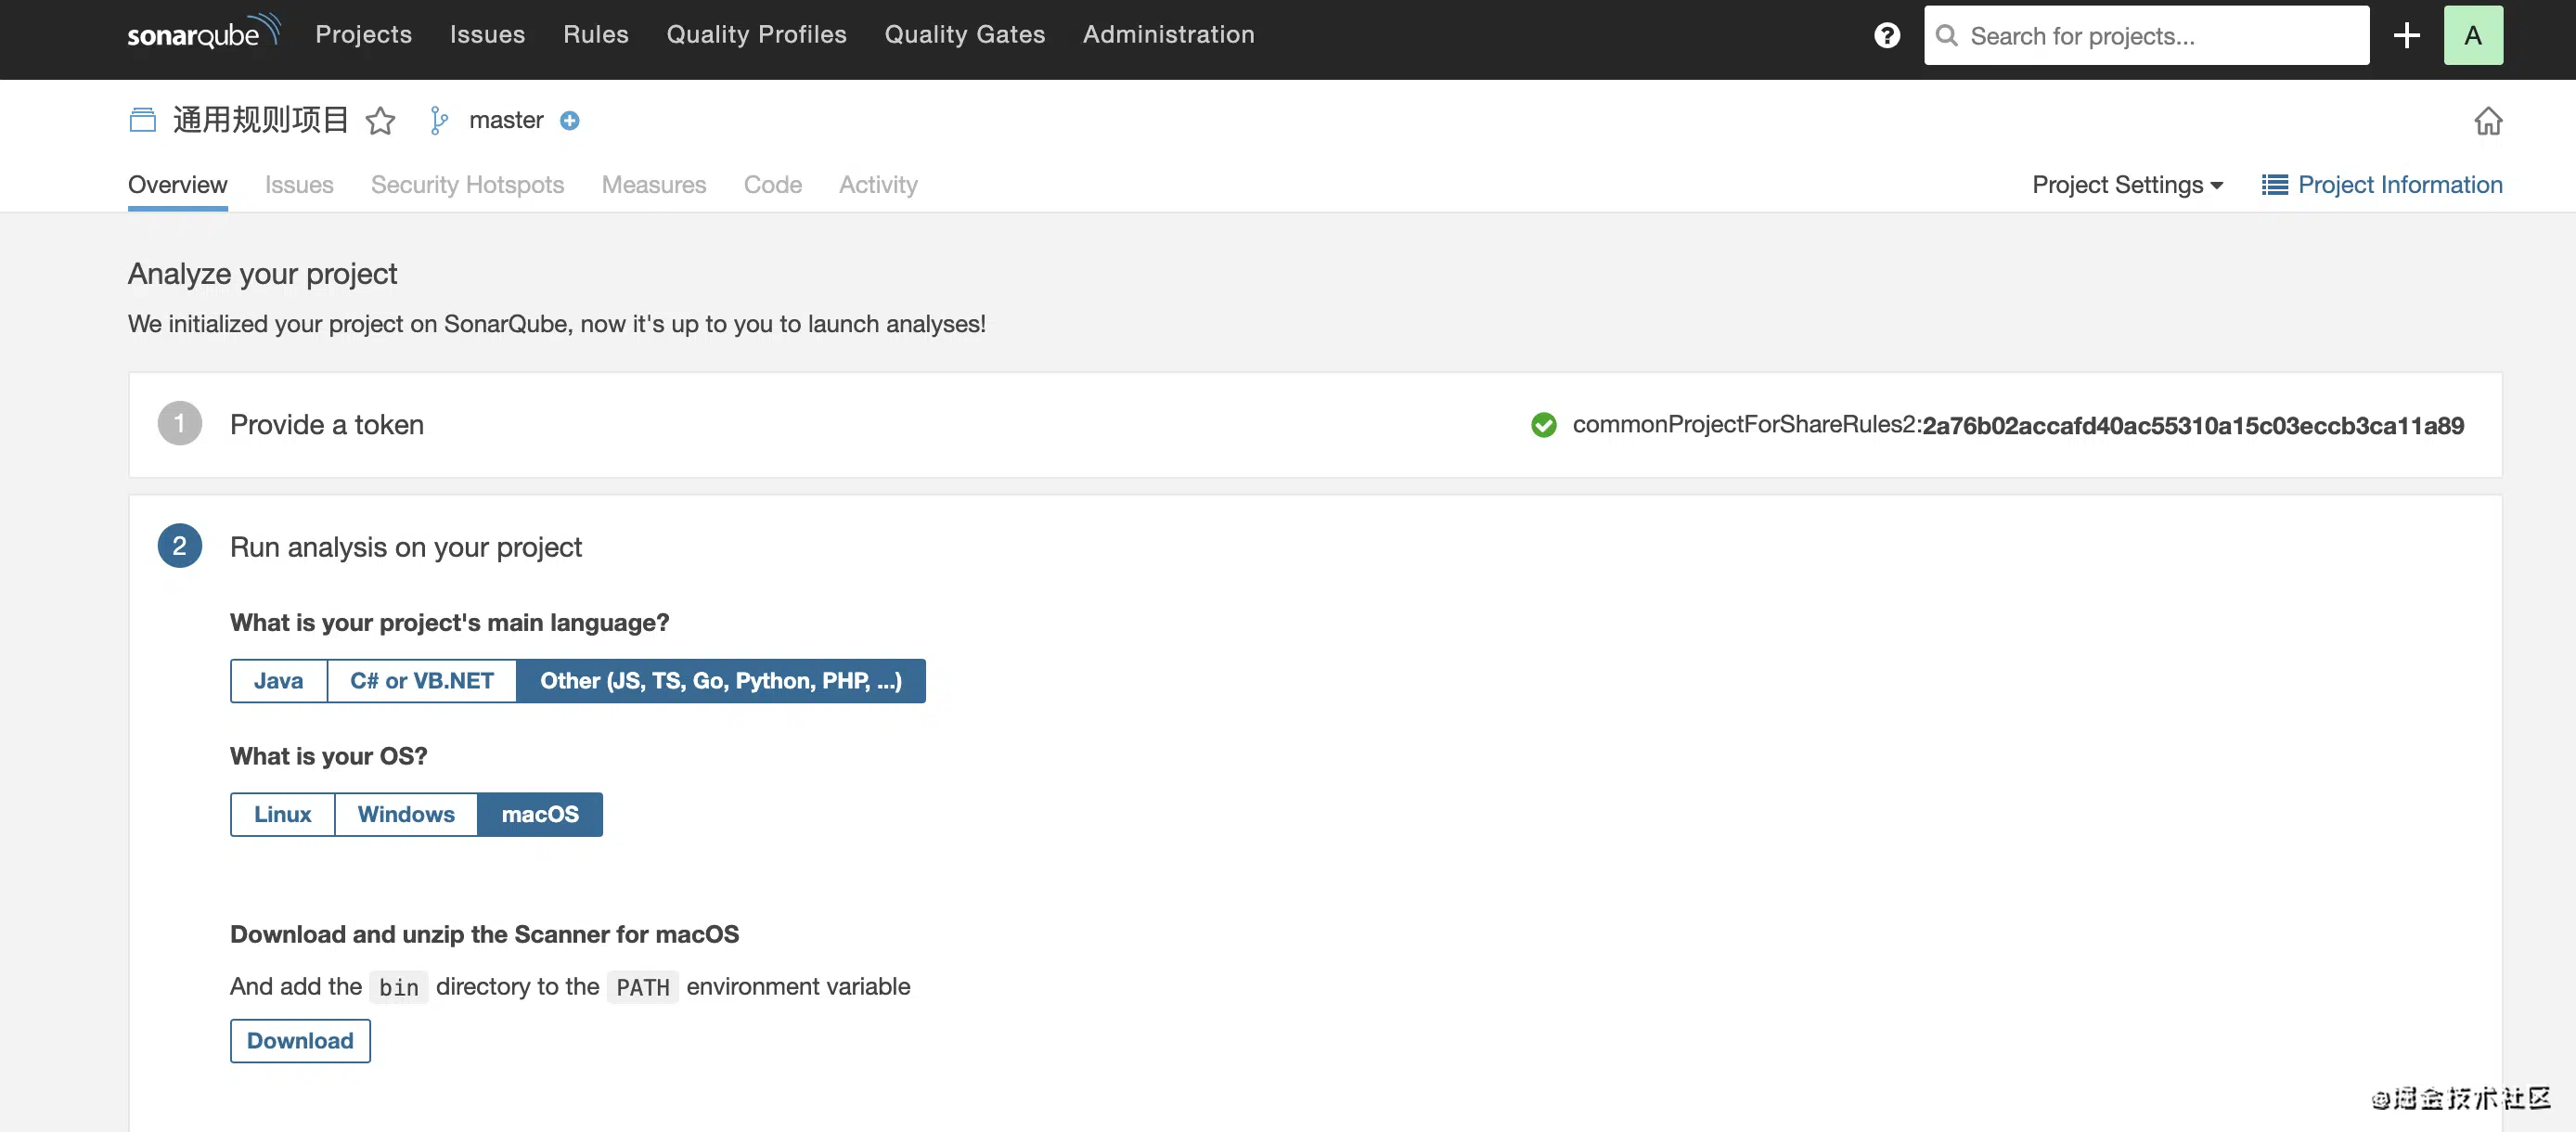 sonarqube Projects Issues Rules Quality Profiles Quality Gates Administration ? Search for projects... A
通用规则项目 master
Overview Issues Security Hotspots Measures Code Activity Project Settings Project Information
Analyze your project
We initialized your project on SonarQube, now it's up to you to launch analyses!
1 Provide a token commonProjectForShareRules2:2a76b02accafd40ac55310a15c03eccb3ca11a89
2 Run analysis on your project
What is your project's main language?
Java C# or VB.NET Other (JS, TS, Go, Python, PHP, ...)
What is your OS?
Linux Windows macOS
Download and unzip the Scanner for macOS
And add the bin directory to the PATH environment variable
Download
@掘金技术社区